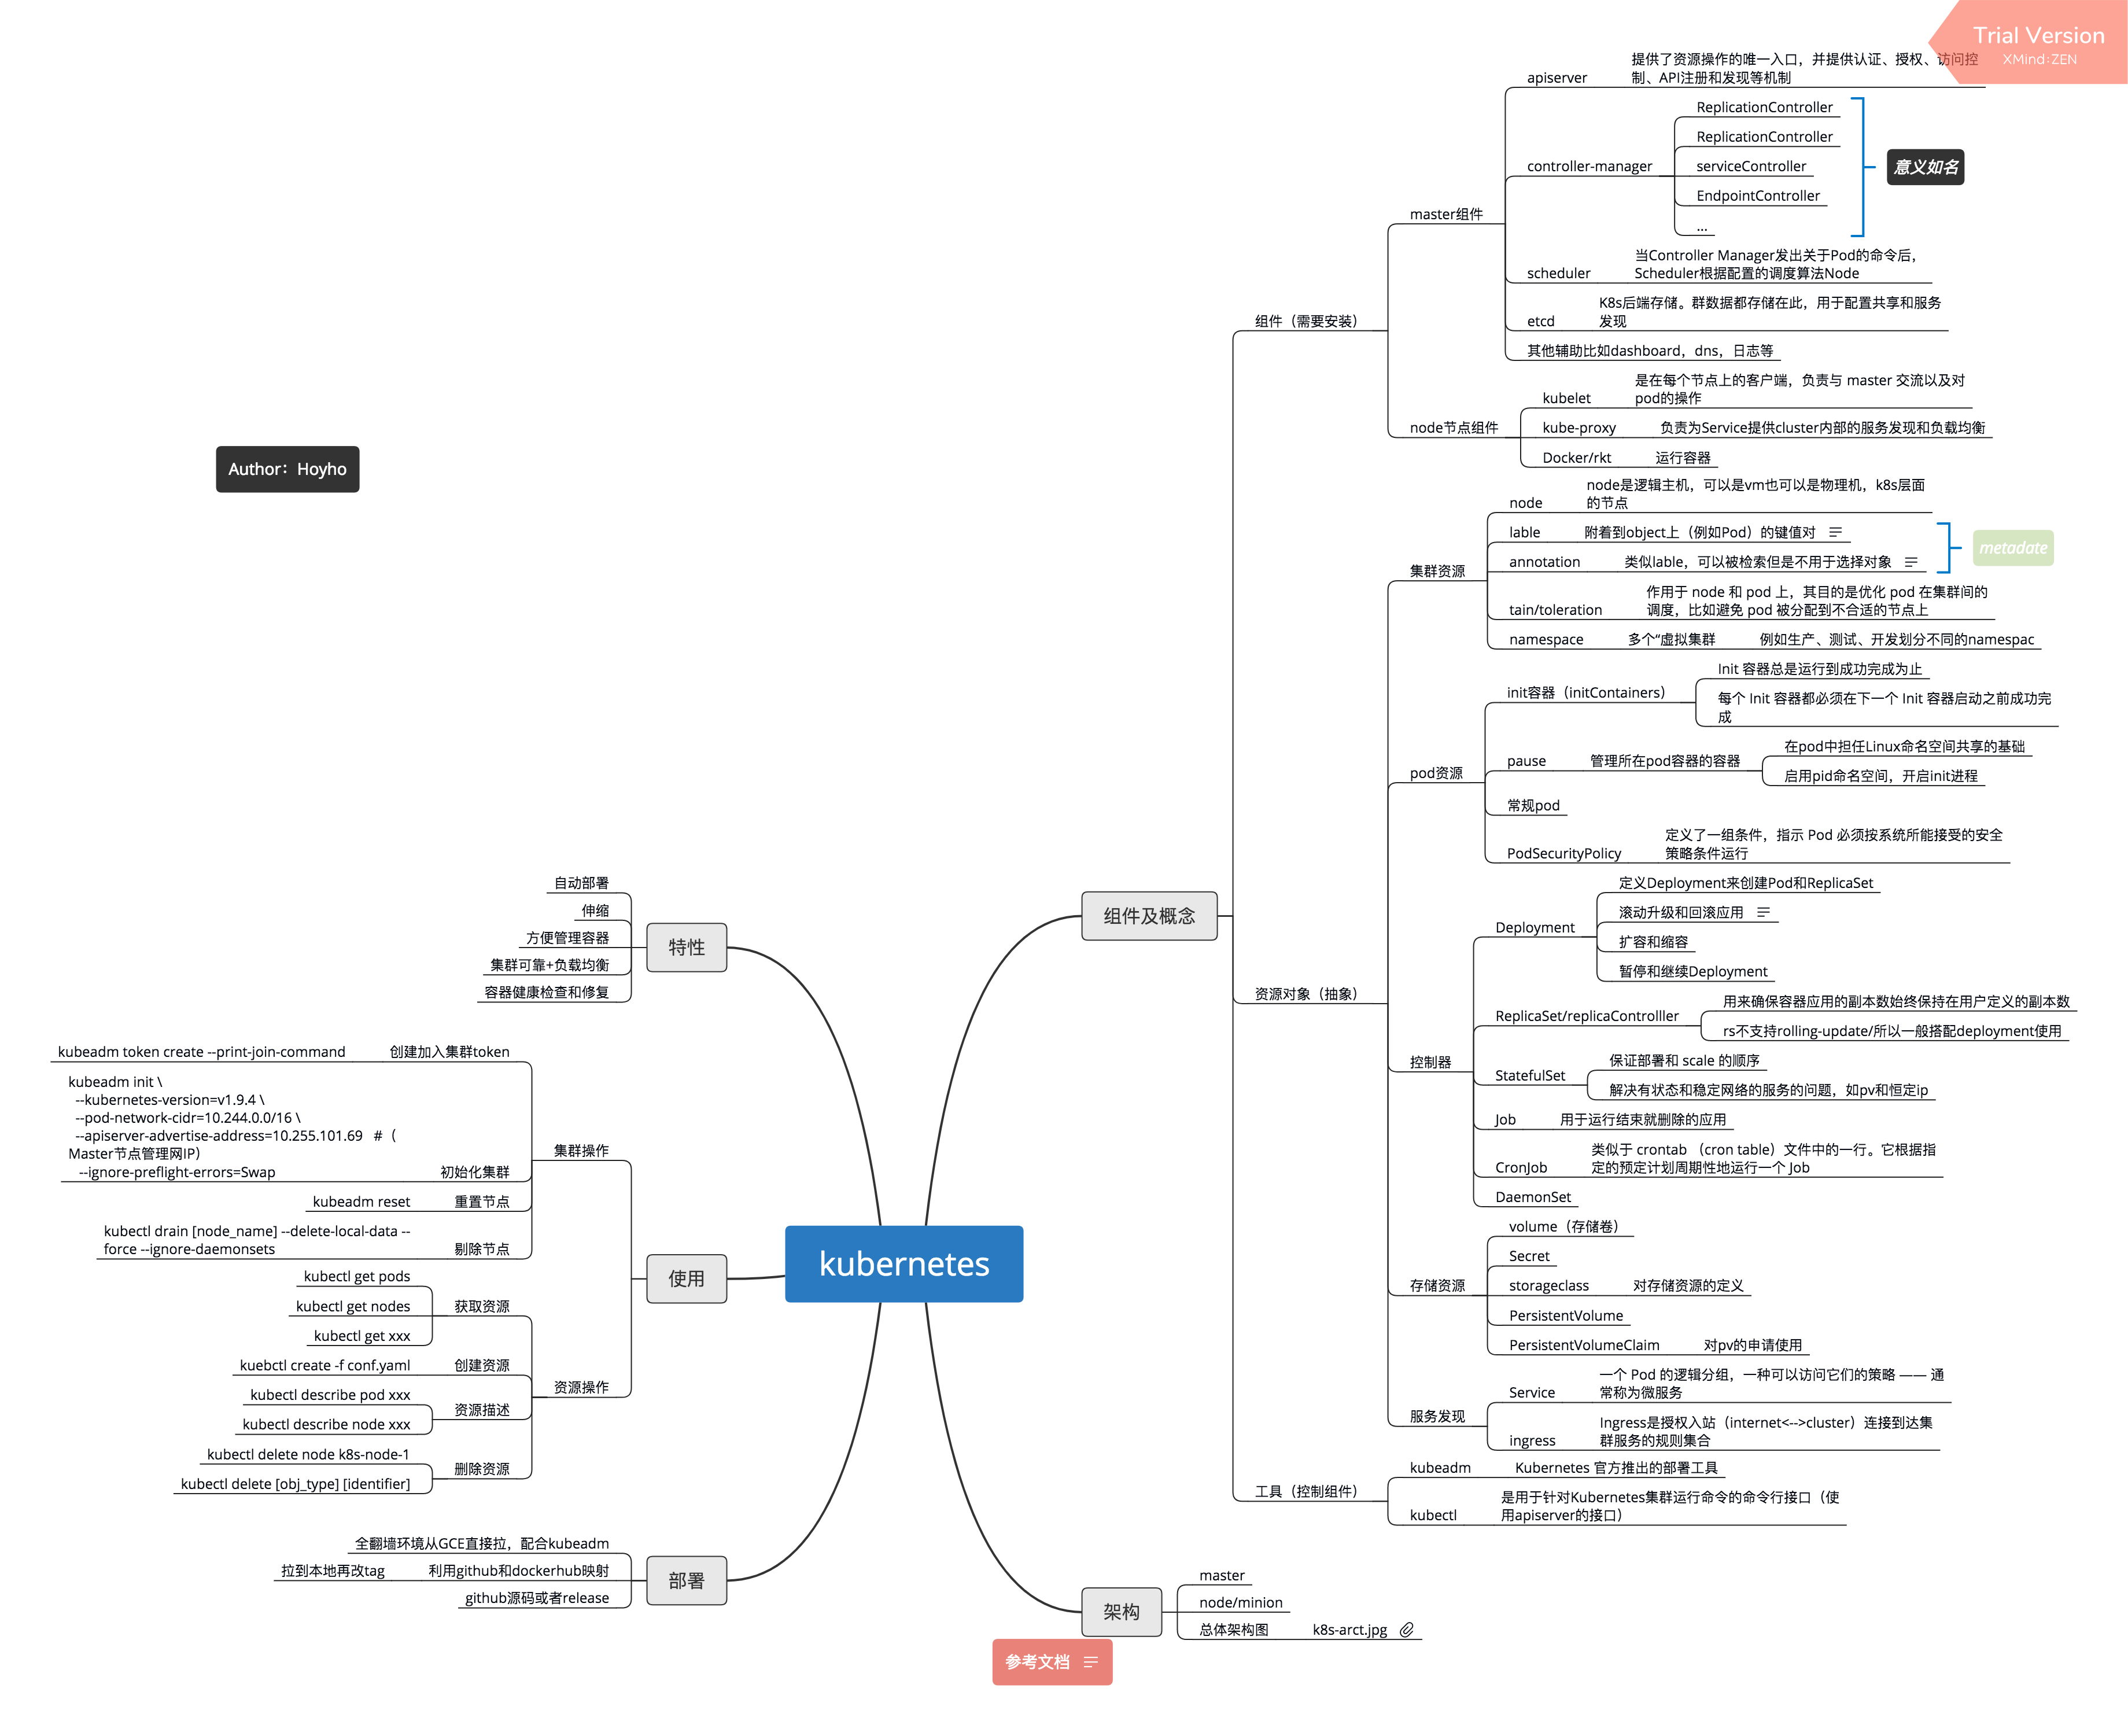 Trial Version
XMind:ZEN
Author：Hoyho
kubernetes
组件及概念
组件（需要安装）
master组件
apiserver
提供了资源操作的唯一入口，并提供认证、授权、访问控
制、API注册和发现等机制
controller-manager
ReplicationController
ReplicationController
serviceController
EndpointController
...
意义如名
scheduler
当Controller Manager发出关于Pod的命令后，
Scheduler根据配置的调度算法Node
etcd
K8s后端存储。群数据都存储在此，用于配置共享和服务
发现
其他辅助比如dashboard，dns，日志等
node节点组件
kubelet
是在每个节点上的客户端，负责与 master 交流以及对
pod的操作
kube-proxy
负责为Service提供cluster内部的服务发现和负载均衡
Docker/rkt
运行容器
资源对象（抽象）
集群资源
node
node是逻辑主机，可以是vm也可以是物理机，k8s层面
的节点
lable
附着到object上（例如Pod）的键值对
annotation
类似lable，可以被检索但是不用于选择对象
metadate
tain/toleration
作用于 node 和 pod 上，其目的是优化 pod 在集群间的
调度，比如避免 pod 被分配到不合适的节点上
namespace
多个“虚拟集群
例如生产、测试、开发划分不同的namespac
pod资源
init容器（initContainers）
Init 容器总是运行到成功完成为止
每个 Init 容器都必须在下一个 Init 容器启动之前成功完
成
pause
管理所在pod容器的容器
在pod中担任Linux命名空间共享的基础
启用pid命名空间，开启init进程
常规pod
PodSecurityPolicy
定义了一组条件，指示 Pod 必须按系统所能接受的安全
策略条件运行
控制器
Deployment
定义Deployment来创建Pod和ReplicaSet
滚动升级和回滚应用
扩容和缩容
暂停和继续Deployment
ReplicaSet/replicaControlller
用来确保容器应用的副本数始终保持在用户定义的副本数
rs不支持rolling-update/所以一般搭配deployment使用
StatefulSet
保证部署和 scale 的顺序
解决有状态和稳定网络的服务的问题，如pv和恒定ip
Job
用于运行结束就删除的应用
CronJob
类似于 crontab （cron table）文件中的一行。它根据指
定的预定计划周期性地运行一个 Job
DaemonSet
存储资源
volume（存储卷）
Secret
storageclass
对存储资源的定义
PersistentVolume
PersistentVolumeClaim
对pv的申请使用
服务发现
Service
一个 Pod 的逻辑分组，一种可以访问它们的策略 —— 通
常称为微服务
ingress
Ingress是授权入站（internet<-->cluster）连接到达集
群服务的规则集合
工具（控制组件）
kubeadm
Kubernetes 官方推出的部署工具
kubectl
是用于针对Kubernetes集群运行命令的命令行接口（使
用apiserver的接口）
架构
master
node/minion
总体架构图
k8s-arct.jpg
参考文档
特性
自动部署
伸缩
方便管理容器
集群可靠+负载均衡
容器健康检查和修复
使用
集群操作
创建加入集群token
kubeadm token create --print-join-command
初始化集群
kubeadm init \
--kubernetes-version=v1.9.4 \
--pod-network-cidr=10.244.0.0/16 \
--apiserver-advertise-address=10.255.101.69 #（
Master节点管理网IP）
--ignore-preflight-errors=Swap
重置节点
kubeadm reset
剔除节点
kubectl drain [node_name] --delete-local-data --
force --ignore-daemonsets
资源操作
获取资源
kubectl get pods
kubectl get nodes
kubectl get xxx
创建资源
kuebctl create -f conf.yaml
资源描述
kubectl describe pod xxx
kubectl describe node xxx
删除资源
kubectl delete node k8s-node-1
kubectl delete [obj_type] [identifier]
部署
全翻墙环境从GCE直接拉，配合kubeadm
利用github和dockerhub映射
拉到本地再改tag
github源码或者release